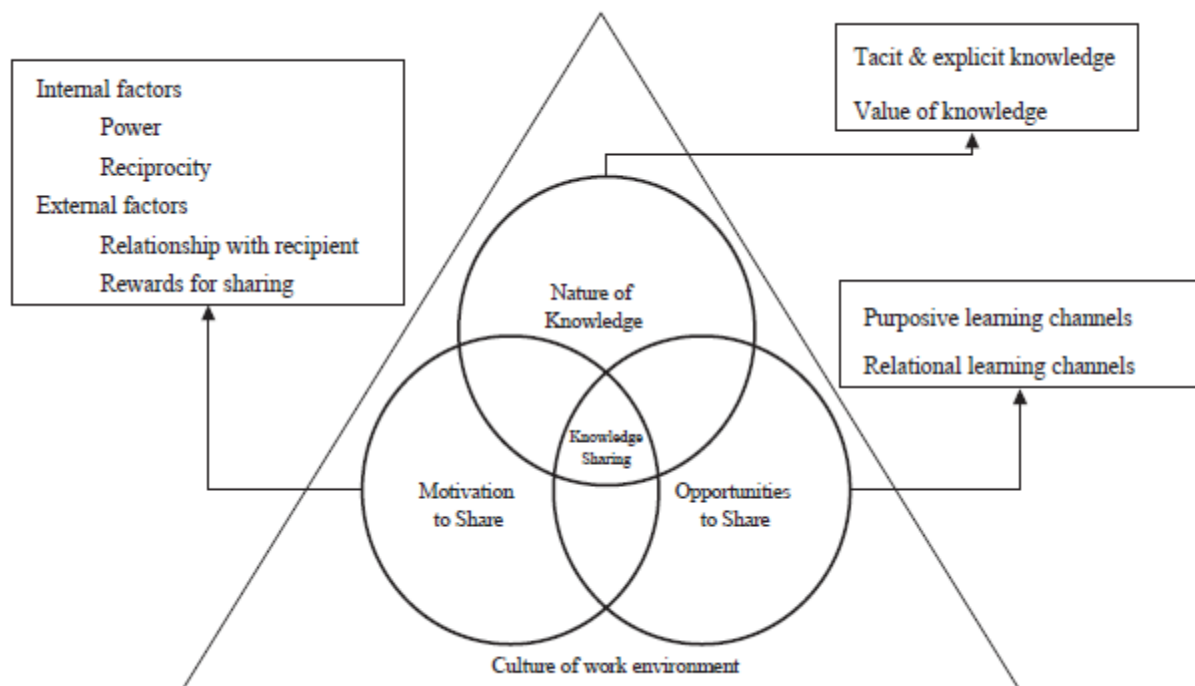 Internal factors
Power
Reciprocity
External factors
Relationship with recipient
Rewards for sharing
Tacit & explicit knowledge
Value of knowledge
Purposive learning channels
Relational learning channels
Nature of
Knowledge
Knowledge
Sharing
Motivation
to Share
Opportunities
to Share
Culture of work environment